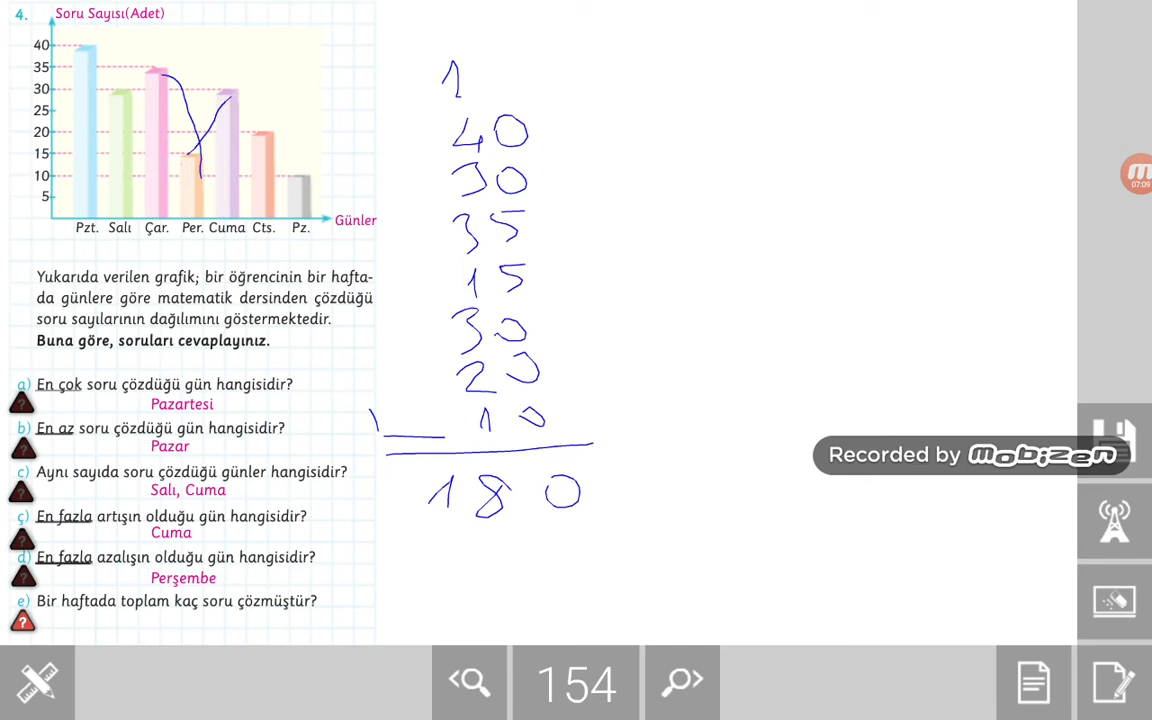 4. Soru Sayısı(Adet)
40
35
30
25
20
15
10
5
Pzt. Salı Çar. Per. Cuma Cts. Pz.
Günler
Yukarıda verilen grafik; bir öğrencinin bir hafta-
da günlere göre matematik dersinden çözdüğü
soru sayılarının dağılımını göstermektedir.
Buna göre, soruları cevaplayınız.
a) En çok soru çözdüğü gün hangisidir?
? Pazartesi
b) En az soru çözdüğü gün hangisidir?
? Pazar
c) Aynı sayıda soru çözdüğü günler hangisidir?
? Salı, Cuma
ç) En fazla artışın olduğu gün hangisidir?
? Cuma
d) En fazla azalışın olduğu gün hangisidir?
? Perşembe
e) Bir haftada toplam kaç soru çözmüştür?
?
1
40
30
35
15
30
20
10
180
07:09
Recorded by mobizen
154